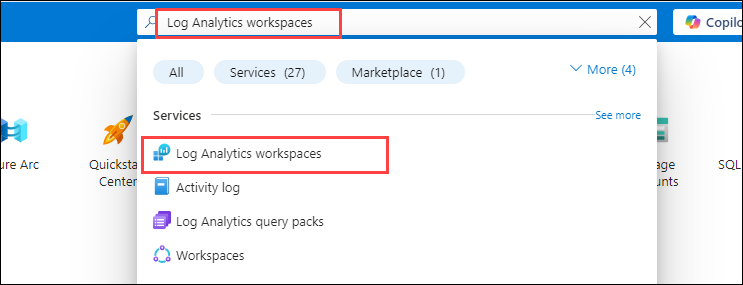 Log Analytics workspaces
Copilo
All Services (27) Marketplace (1) More (4)
Services See more
ure Arc
Quicksta
Center
Log Analytics workspaces
age
unts
SQL
Activity log
Log Analytics query packs
Workspaces